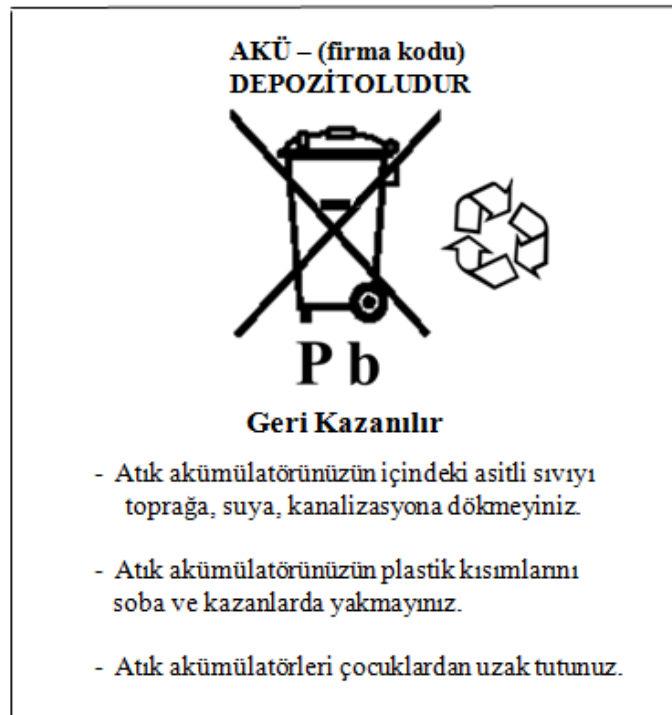 AKÜ – (firma kodu)
DEPOZİTOLUDUR
Pb
Geri Kazanılır
- Atık akümülatörünüzün içindeki asitli sıvıyı
toprağa, suya, kanalizasyona dökmeyiniz.
- Atık akümülatörünüzün plastik kısımlarını
soba ve kazanlarda yakmayınız.
- Atık akümülatörleri çocuklardan uzak tutunuz.